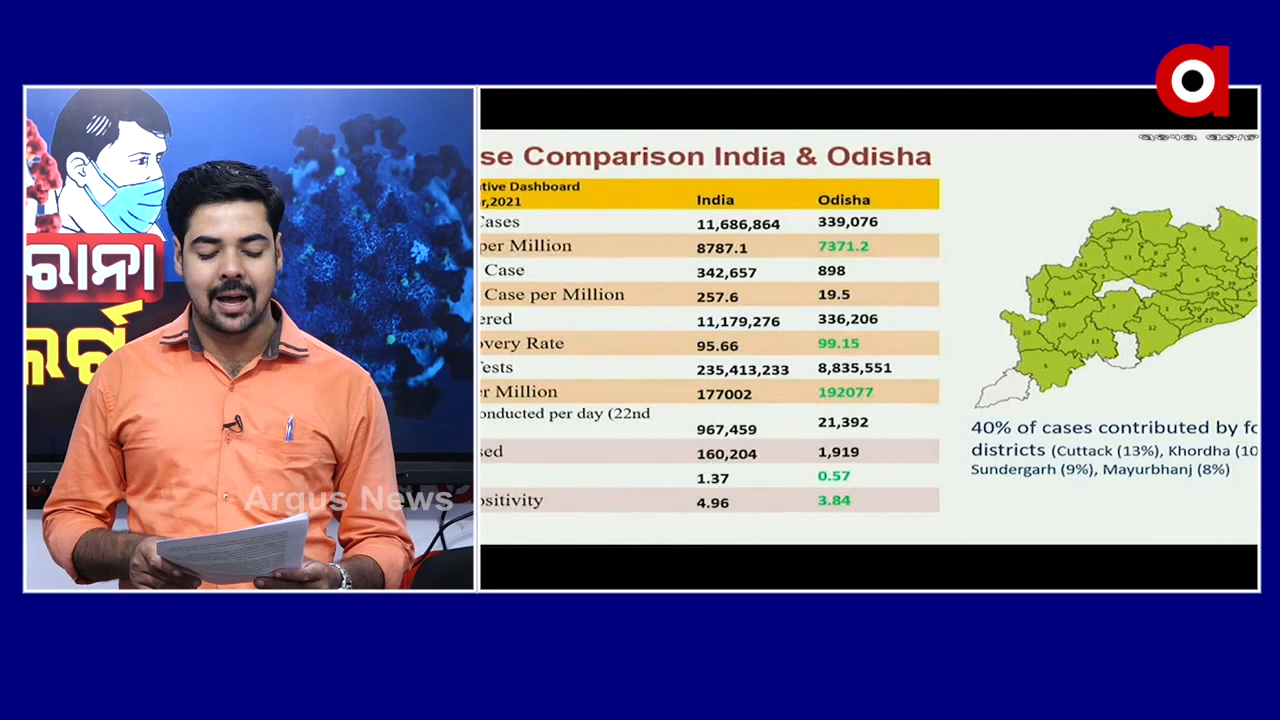 ରୋନା
ଲର୍ଟ
Argus News
se Comparison India & Odisha
tive Dashboard
r,2021 India Odisha
Cases 11,686,864 339,076
per Million 8787.1 7371.2
Case 342,657 898
Case per Million 257.6 19.5
ered 11,179,276 336,206
overy Rate 95.66 99.15
Tests 235,413,233 8,835,551
er Million 177002 192077
onducted per day (22nd
967,459 21,392
sed 160,204 1,919
1.37 0.57
ositivity 4.96 3.84
40% of cases contributed by fo
districts (Cuttack (13%), Khordha (10
Sundergarh (9%), Mayurbhanj (8%)